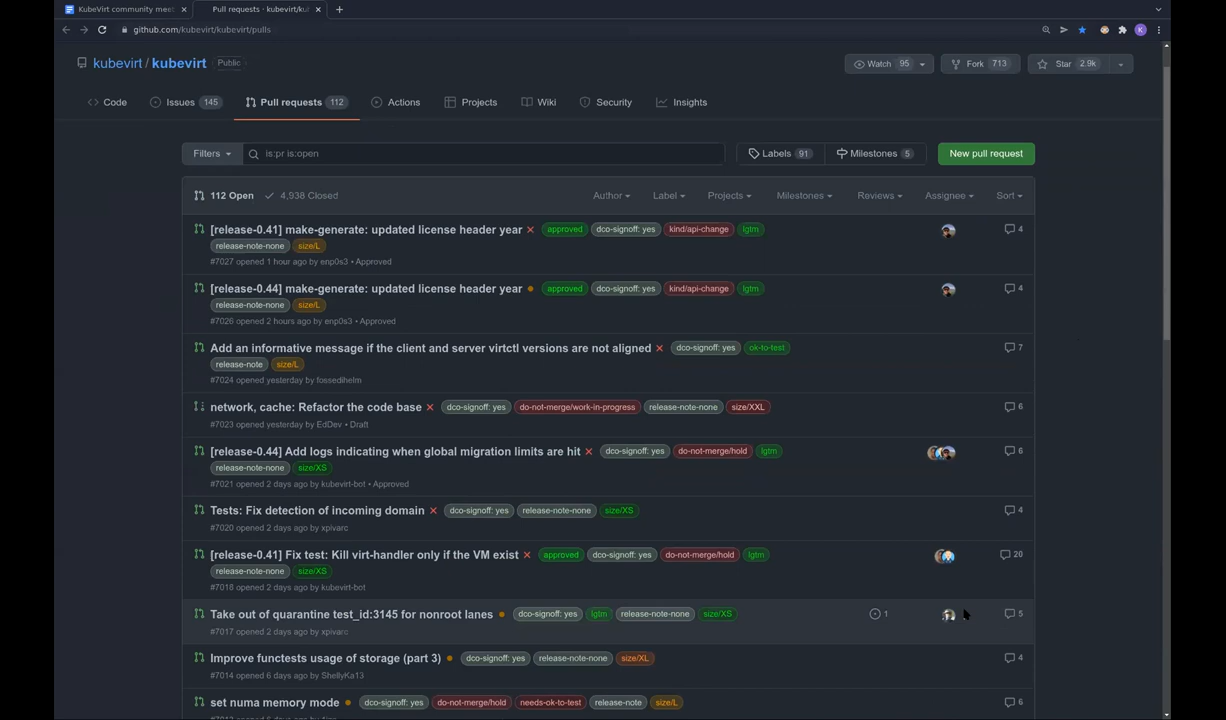 KubeVirt community mee
Pull requests · kubevirt/ku
github.com/kubevirt/kubevirt/pulls
K
kubevirt / kubevirt Public
Watch 95
Fork 713
Star 2.9k
Code
Issues 145
Pull requests 112
Actions
Projects
Wiki
Security
Insights
Filters
is:pr is:open
Labels 91
Milestones 5
New pull request
112 Open 4,938 Closed
Author Label Projects Milestones Reviews Assignee Sort
[release-0.41] make-generate: updated license header year approved dco-signoff: yes kind/api-change lgtm 4
release-note-none size/L
#7027 opened 1 hour ago by enp0s3 • Approved
[release-0.44] make-generate: updated license header year approved dco-signoff: yes kind/api-change lgtm 4
release-note-none size/L
#7026 opened 2 hours ago by enp0s3 • Approved
Add an informative message if the client and server virtctl versions are not aligned dco-signoff: yes ok-to-test 7
release-note size/L
#7024 opened yesterday by fossedihelm
network, cache: Refactor the code base dco-signoff: yes do-not-merge/work-in-progress release-note-none size/XXL 6
#7023 opened yesterday by EdDev • Draft
[release-0.44] Add logs indicating when global migration limits are hit dco-signoff: yes do-not-merge/hold lgtm 6
release-note-none size/XS
#7021 opened 2 days ago by kubevirt-bot • Approved
Tests: Fix detection of incoming domain dco-signoff: yes release-note-none size/XS 4
#7020 opened 2 days ago by xpivarc
[release-0.41] Fix test: Kill virt-handler only if the VM exist approved dco-signoff: yes do-not-merge/hold lgtm 20
release-note-none size/XS
#7018 opened 2 days ago by kubevirt-bot
Take out of quarantine test_id:3145 for nonroot lanes dco-signoff: yes lgtm release-note-none size/XS 1 5
#7017 opened 2 days ago by xpivarc
Improve functests usage of storage (part 3) dco-signoff: yes release-note-none size/XL 4
#7014 opened 6 days ago by ShellyKa13
set numa memory mode dco-signoff: yes do-not-merge/hold needs-ok-to-test release-note size/L 6